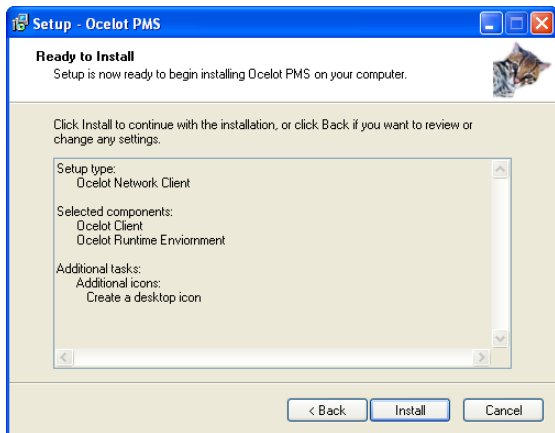 Setup - Ocelot PMS
Ready to Install
Setup is now ready to begin installing Ocelot PMS on your computer.
Click Install to continue with the installation, or click Back if you want to review or
change any settings.
Setup type:
Ocelot Network Client
Selected components:
Ocelot Client
Ocelot Runtime Enviornment
Additional tasks:
Additional icons:
Create a desktop icon
< Back
Install
Cancel